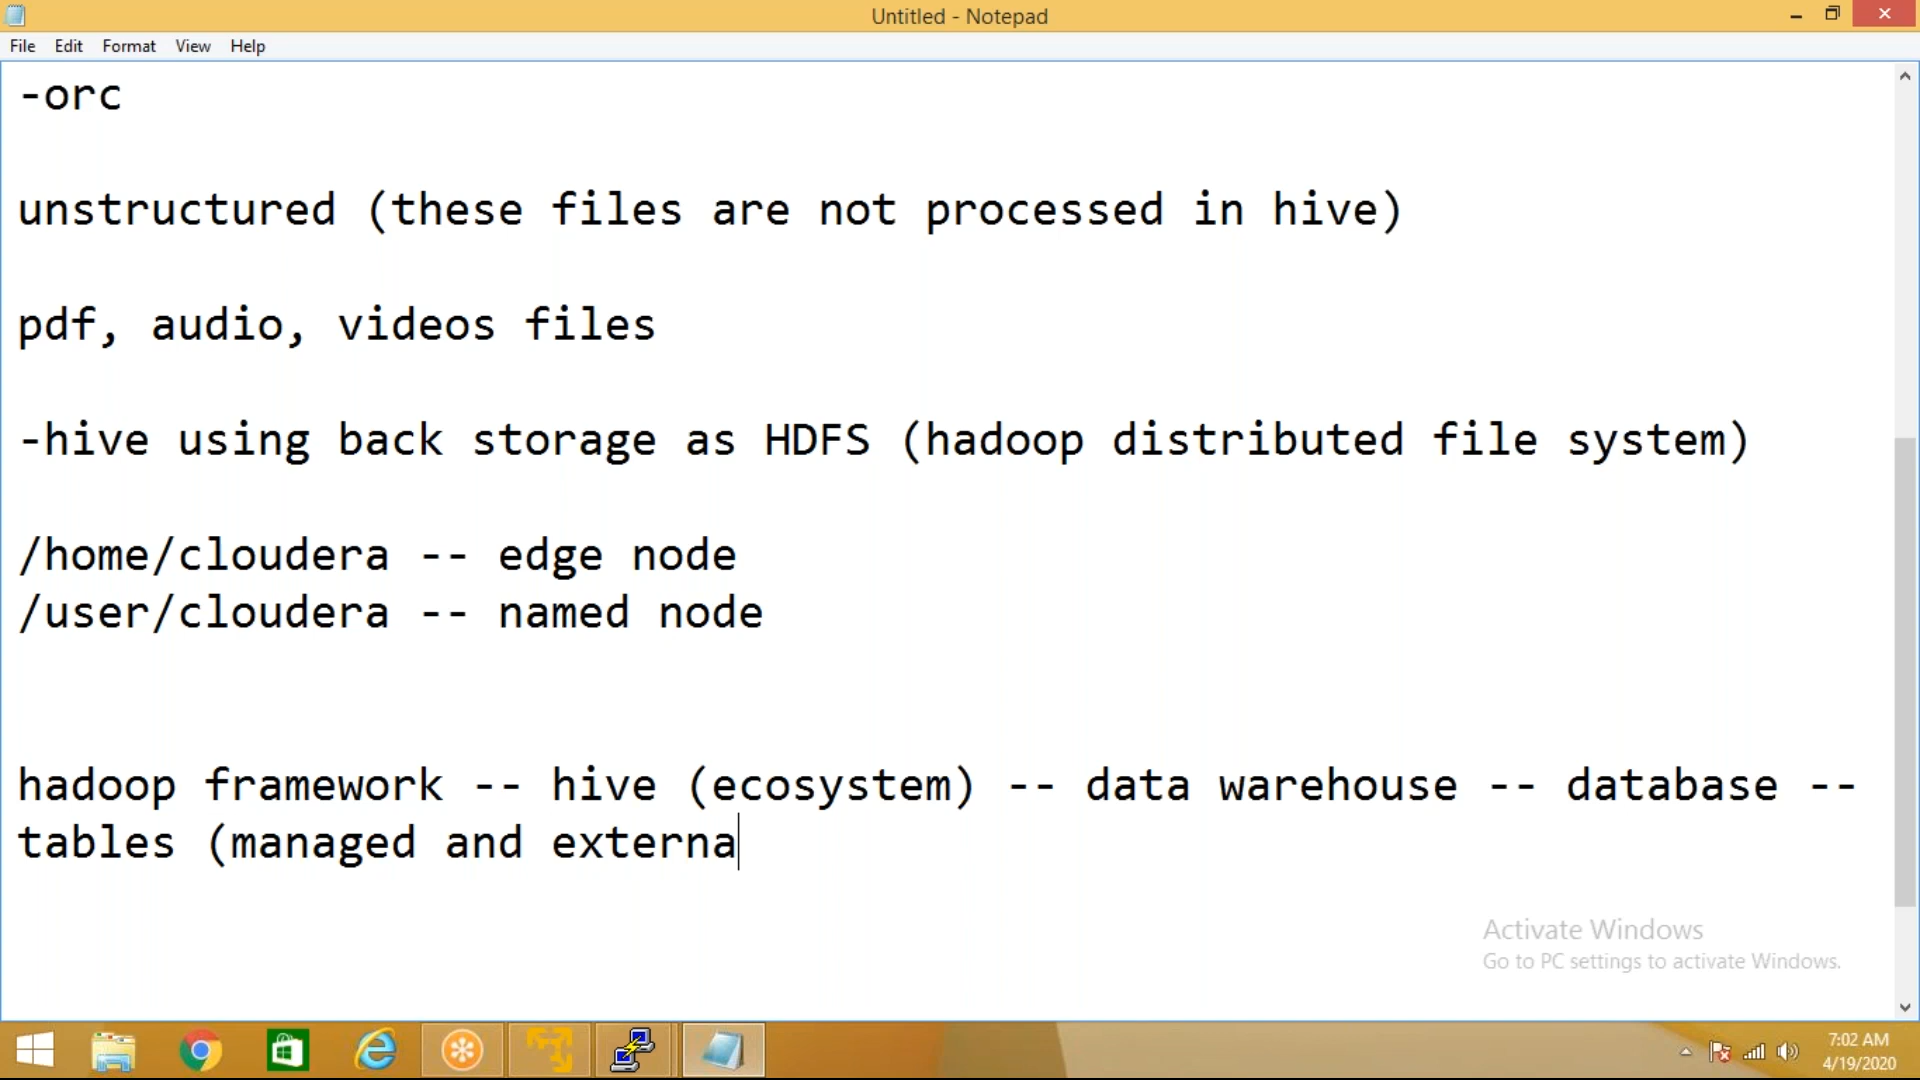 Untitled - Notepad
File Edit Format View Help
-orc
unstructured (these files are not processed in hive)
pdf, audio, videos files
-hive using back storage as HDFS (hadoop distributed file system)
/home/cloudera -- edge node
/user/cloudera -- named node
hadoop framework -- hive (ecosystem) -- data warehouse -- database --
tables (managed and externa
Activate Windows
Go to PC settings to activate Windows.
7:02 AM
4/19/2020